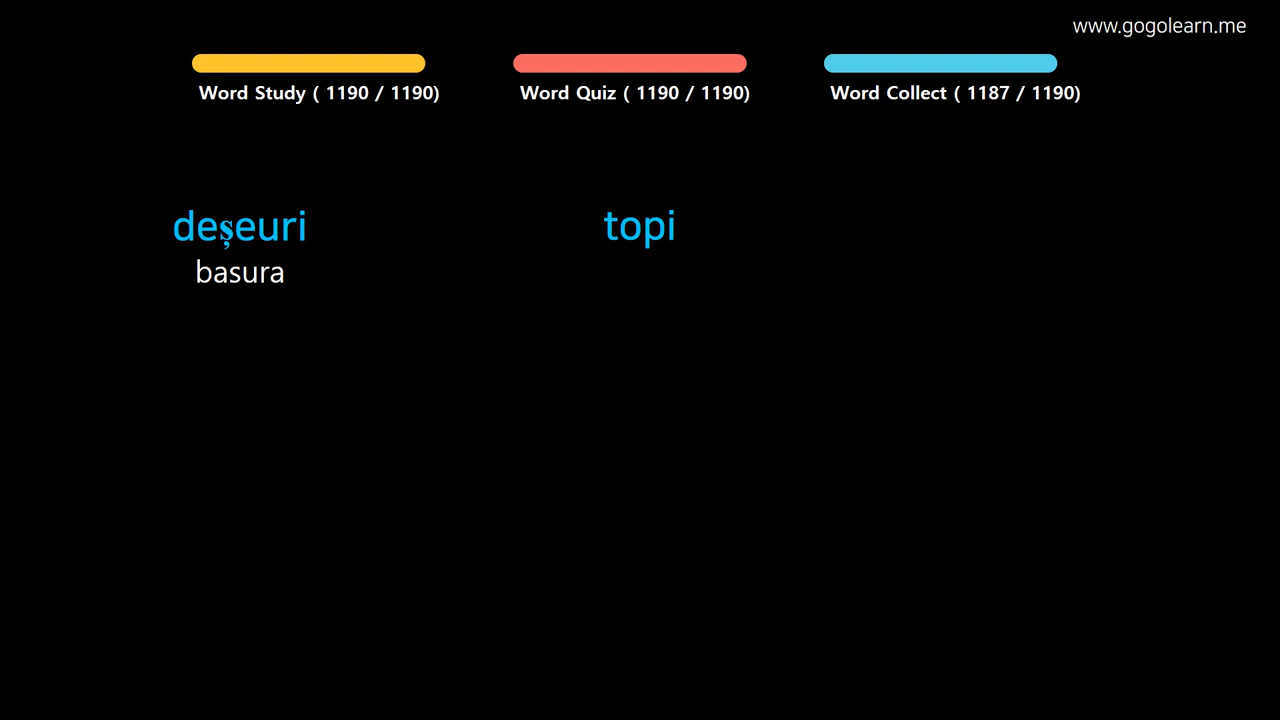 www.gogolearn.me
Word Study ( 1190 / 1190)
Word Quiz ( 1190 / 1190)
Word Collect ( 1187 / 1190)
deșeuri
topi
basura